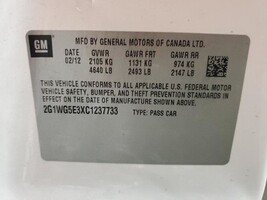 GM
MFD BY GENERAL MOTORS OF CANADA LTD.
DATE GVWR GAWR FRT GAWR RR
02/12 2105 KG 1131 KG 974 KG
4640 LB 2493 LB 2147 LB
THIS VEHICLE CONFORMS TO ALL APPLICABLE U.S. FEDERAL MOTOR
VEHICLE SAFETY, BUMPER, AND THEFT PREVENTION STANDARDS IN
EFFECT ON THE DATE OF MANUFACTURE SHOWN ABOVE.
2G1WG5E3XC1237733 TYPE: PASS CAR